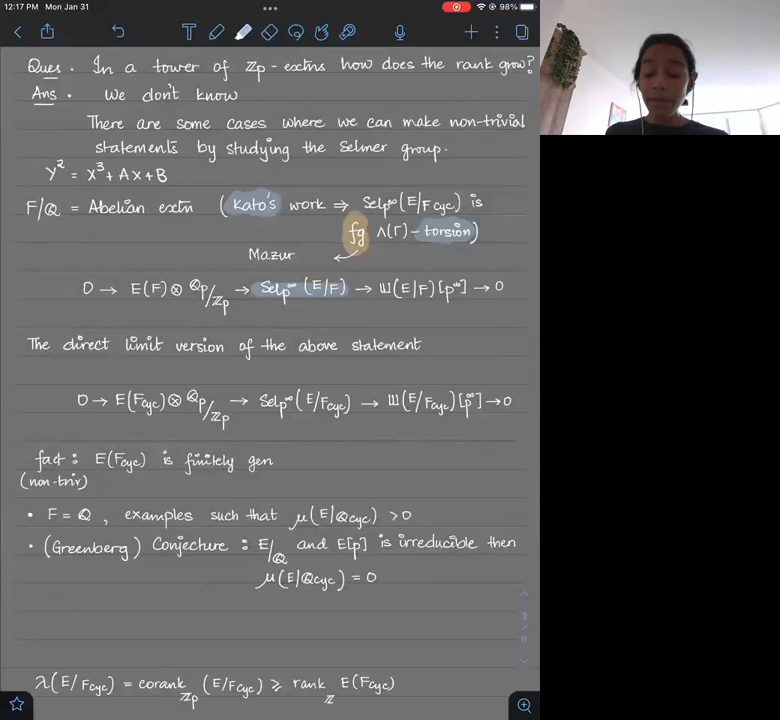 12:17 PM Mon Jan 31
98%
Ques. In a tower of Zp-extns how does the rank grow?
Ans. We don't know
There are some cases where we can make non-trivial
statements by studying the Selmer group.
Y² = X³ + AX + B
F/Q = Abelian extn ( Kato's work ⇒ Selp∞(E/Fcyc) is
fg Λ(Γ) - torsion)
Mazur
0 → E(F) ⊗ Qp/Zp → Selp∞ (E/F) → Ш(E/F)[p∞] → 0
The direct limit version of the above statement
0 → E(Fcyc) ⊗ Qp/Zp → Selp∞ (E/Fcyc) → Ш(E/Fcyc)[p∞] → 0
fact : E(Fcyc) is finitely gen
(non-triv)
• F = Q, examples such that μ(E/Qcyc) > 0
• (Greenberg) Conjecture : E/Q and E[p] is irreducible then
μ(E/Qcyc) = 0
3
/
8
λ(E/Fcyc) = corank Zp (E/Fcyc) ⩾ rank Z E(Fcyc)